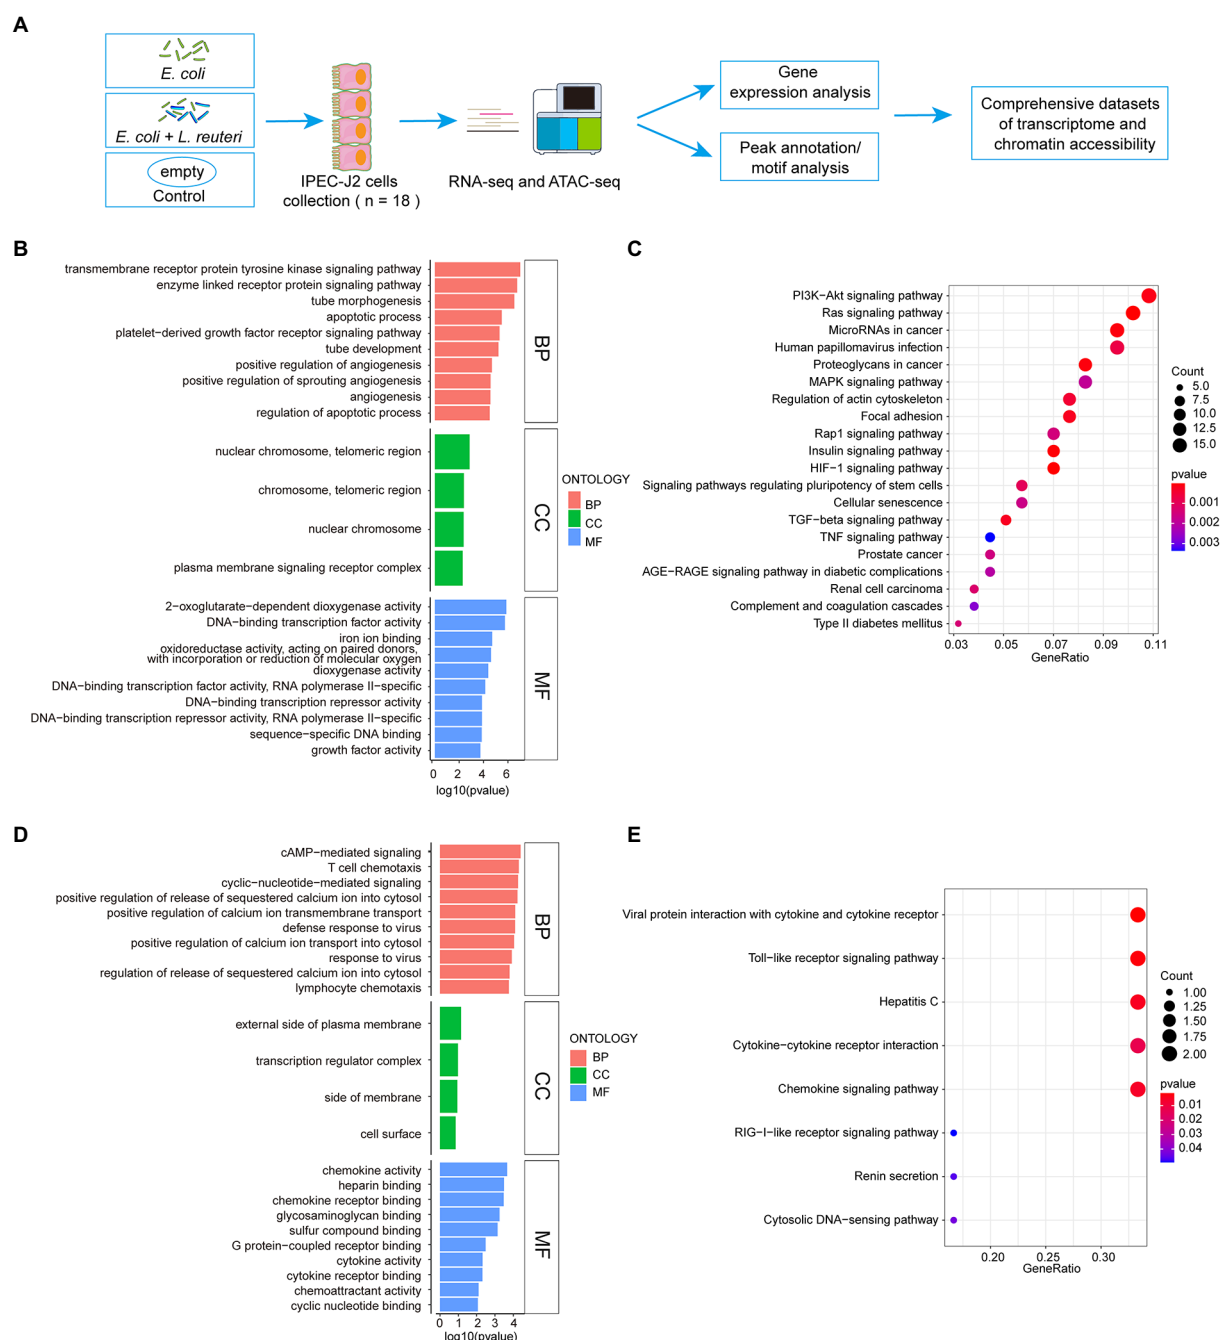 A
E. coli
E. coli + L. reuteri
empty
Control
IPEC-J2 cells
collection ( n = 18 )
RNA-seq and ATAC-seq
Gene
expression analysis
Peak annotation/
motif analysis
Comprehensive datasets
of transcriptome and
chromatin accessibility
B
transmembrane receptor protein tyrosine kinase signaling pathway
enzyme linked receptor protein signaling pathway
tube morphogenesis
apoptotic process
platelet−derived growth factor receptor signaling pathway
tube development
positive regulation of angiogenesis
positive regulation of sprouting angiogenesis
angiogenesis
regulation of apoptotic process
BP
nuclear chromosome, telomeric region
chromosome, telomeric region
nuclear chromosome
plasma membrane signaling receptor complex
CC
2−oxoglutarate−dependent dioxygenase activity
DNA−binding transcription factor activity
iron ion binding
oxidoreductase activity, acting on paired donors,
with incorporation or reduction of molecular oxygen
dioxygenase activity
DNA−binding transcription factor activity, RNA polymerase II−specific
DNA−binding transcription repressor activity
DNA−binding transcription repressor activity, RNA polymerase II−specific
sequence−specific DNA binding
growth factor activity
MF
0 2 4 6
log10(pvalue)
ONTOLOGY
BP
CC
MF
C
PI3K−Akt signaling pathway
Ras signaling pathway
MicroRNAs in cancer
Human papillomavirus infection
Proteoglycans in cancer
MAPK signaling pathway
Regulation of actin cytoskeleton
Focal adhesion
Rap1 signaling pathway
Insulin signaling pathway
HIF−1 signaling pathway
Signaling pathways regulating pluripotency of stem cells
Cellular senescence
TGF−beta signaling pathway
TNF signaling pathway
Prostate cancer
AGE−RAGE signaling pathway in diabetic complications
Renal cell carcinoma
Complement and coagulation cascades
Type II diabetes mellitus
0.03 0.05 0.07 0.09 0.11
GeneRatio
Count
5.0
7.5
10.0
12.5
15.0
pvalue
0.001
0.002
0.003
D
cAMP−mediated signaling
T cell chemotaxis
cyclic−nucleotide−mediated signaling
positive regulation of release of sequestered calcium ion into cytosol
positive regulation of calcium ion transmembrane transport
defense response to virus
positive regulation of calcium ion transport into cytosol
response to virus
regulation of release of sequestered calcium ion into cytosol
lymphocyte chemotaxis
BP
external side of plasma membrane
transcription regulator complex
side of membrane
cell surface
CC
chemokine activity
heparin binding
chemokine receptor binding
glycosaminoglycan binding
sulfur compound binding
G protein−coupled receptor binding
cytokine activity
cytokine receptor binding
chemoattractant activity
cyclic nucleotide binding
MF
0 1 2 3 4
log10(pvalue)
ONTOLOGY
BP
CC
MF
E
Viral protein interaction with cytokine and cytokine receptor
Toll−like receptor signaling pathway
Hepatitis C
Cytokine−cytokine receptor interaction
Chemokine signaling pathway
RIG−I−like receptor signaling pathway
Renin secretion
Cytosolic DNA−sensing pathway
0.20 0.25 0.30
GeneRatio
Count
1.00
1.25
1.50
1.75
2.00
pvalue
0.01
0.02
0.03
0.04